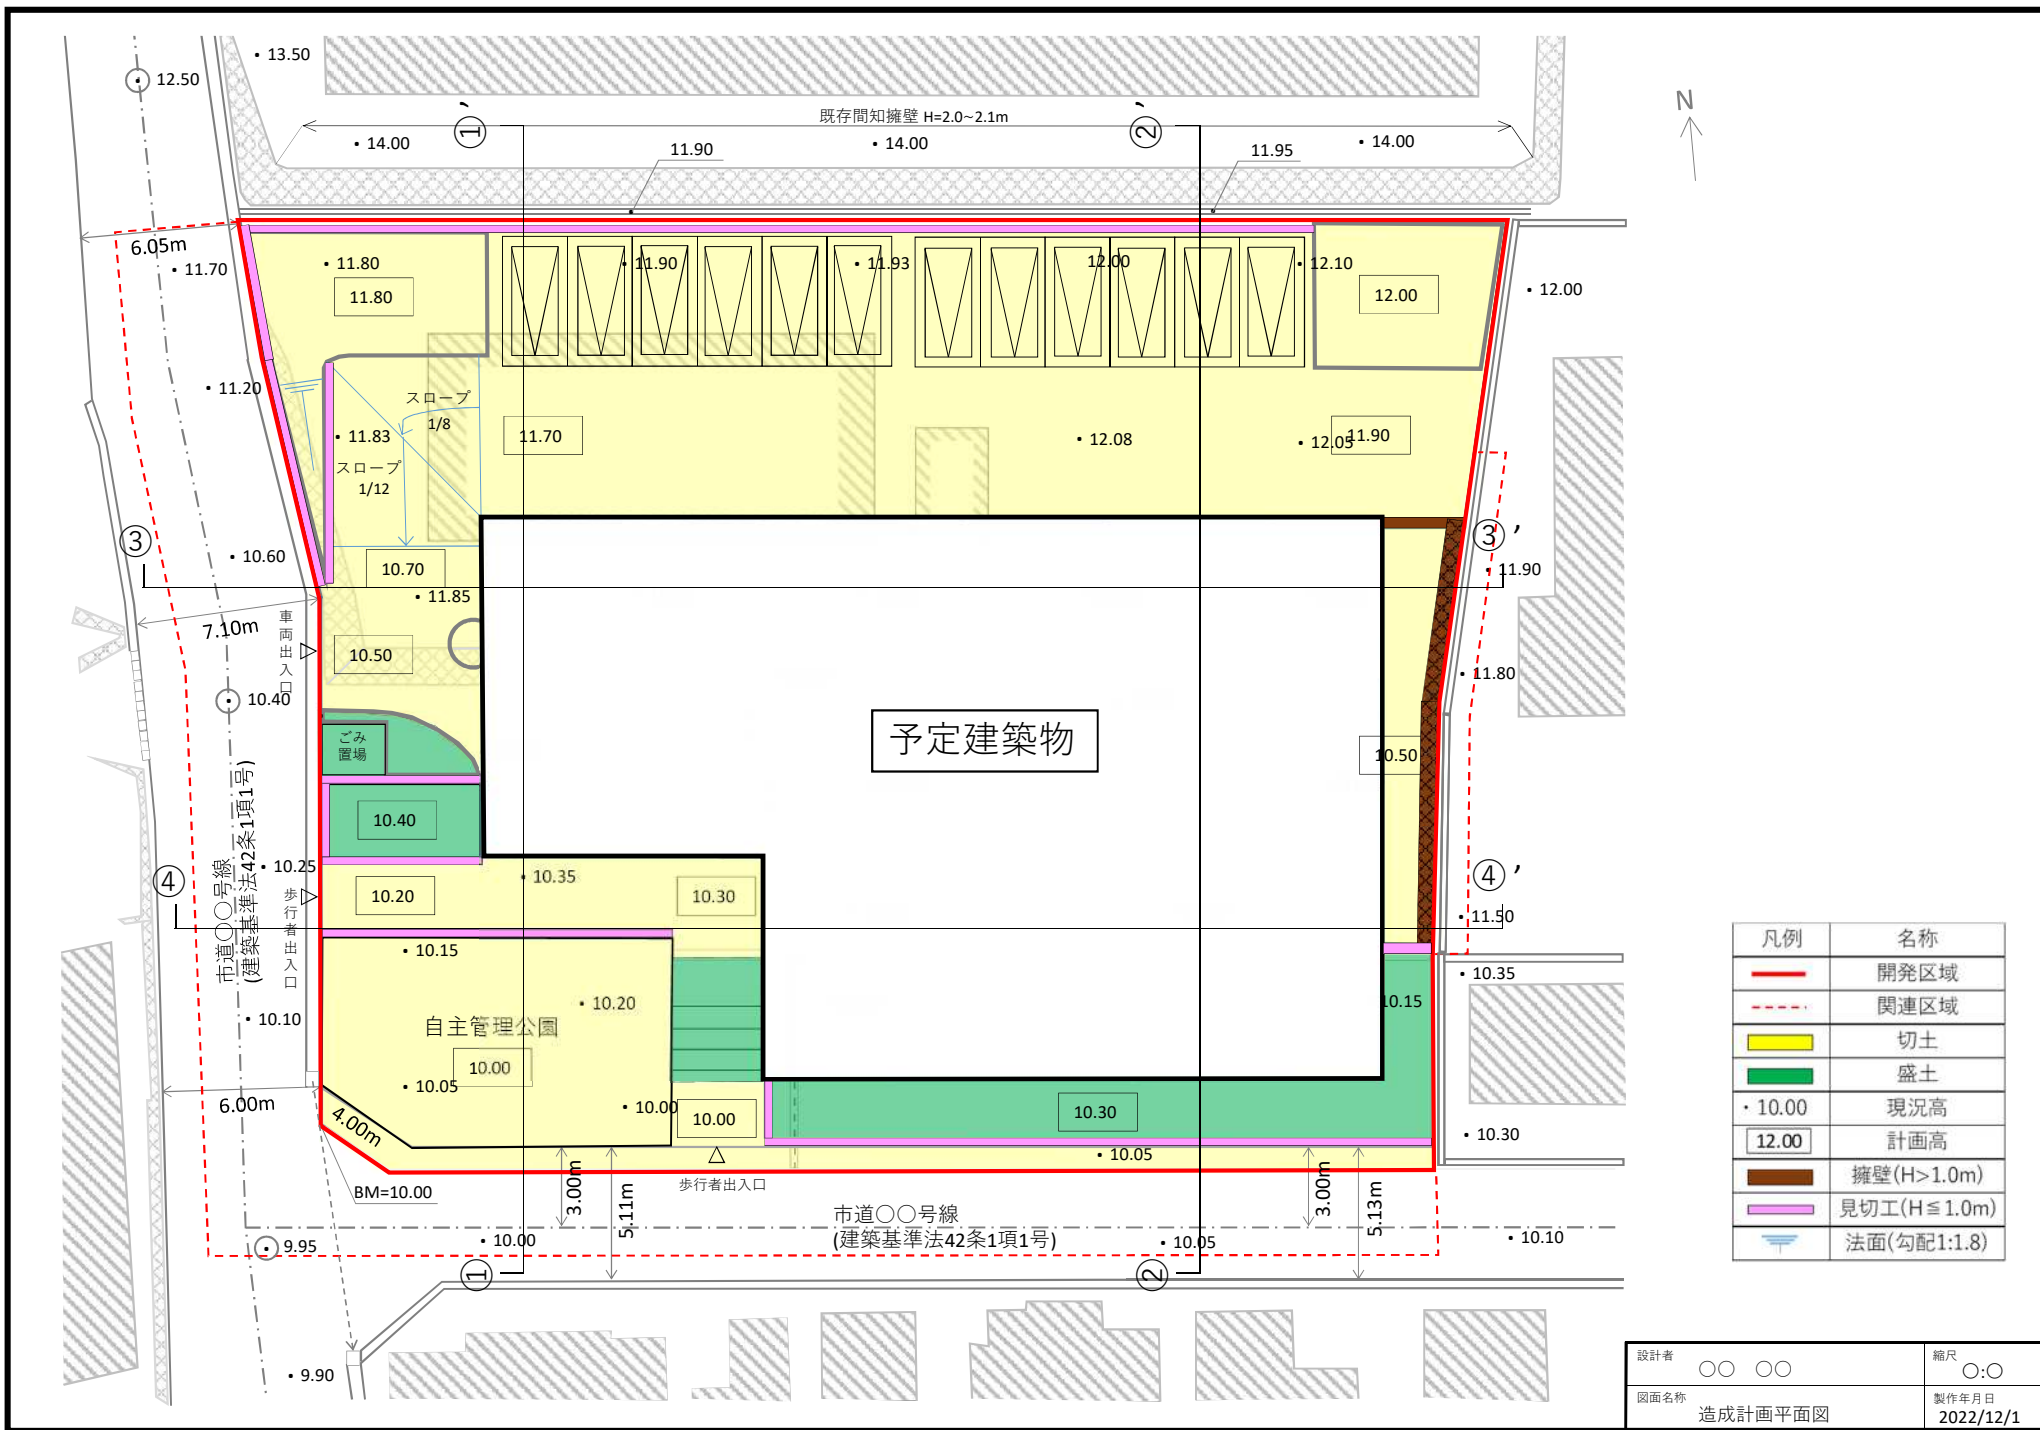 13.50
12.50
①’
②’
N
既存間知擁壁 H=2.0~2.1m
14.00
14.00
14.00
11.90
11.95
6.05m
11.70
11.80
11.90
11.93
12.00
12.10
12.00
11.80
12.00
11.20
スロープ
1/8
11.83
11.70
12.08
12.05
11.90
スロープ
1/12
③
③’
10.60
10.70
11.90
11.85
7.10m
車両出入口
10.50
11.80
10.40
ごみ
置場
予定建築物
10.50
10.40
市道○○号線
(建築基準法42条1項1号)
10.25
④
④’
10.35
10.20
10.30
歩行者出入口
11.50
10.15
10.35
10.20
10.15
10.10
自主管理公園
10.00
10.05
10.00
10.00
10.30
6.00m
4.00m
10.30
10.05
BM=10.00
3.00m
5.11m
歩行者出入口
3.00m
5.13m
市道○○号線
(建築基準法42条1項1号)
9.95
10.00
10.05
10.10
①
②
9.90
凡例 名称
開発区域
関連区域
切土
盛土
・10.00 現況高
12.00 計画高
擁壁(H>1.0m)
見切工(H≦1.0m)
法面(勾配1:1.8)
設計者 ○○ ○○ 縮尺 ○:○
図面名称 造成計画平面図 製作年月日 2022/12/1